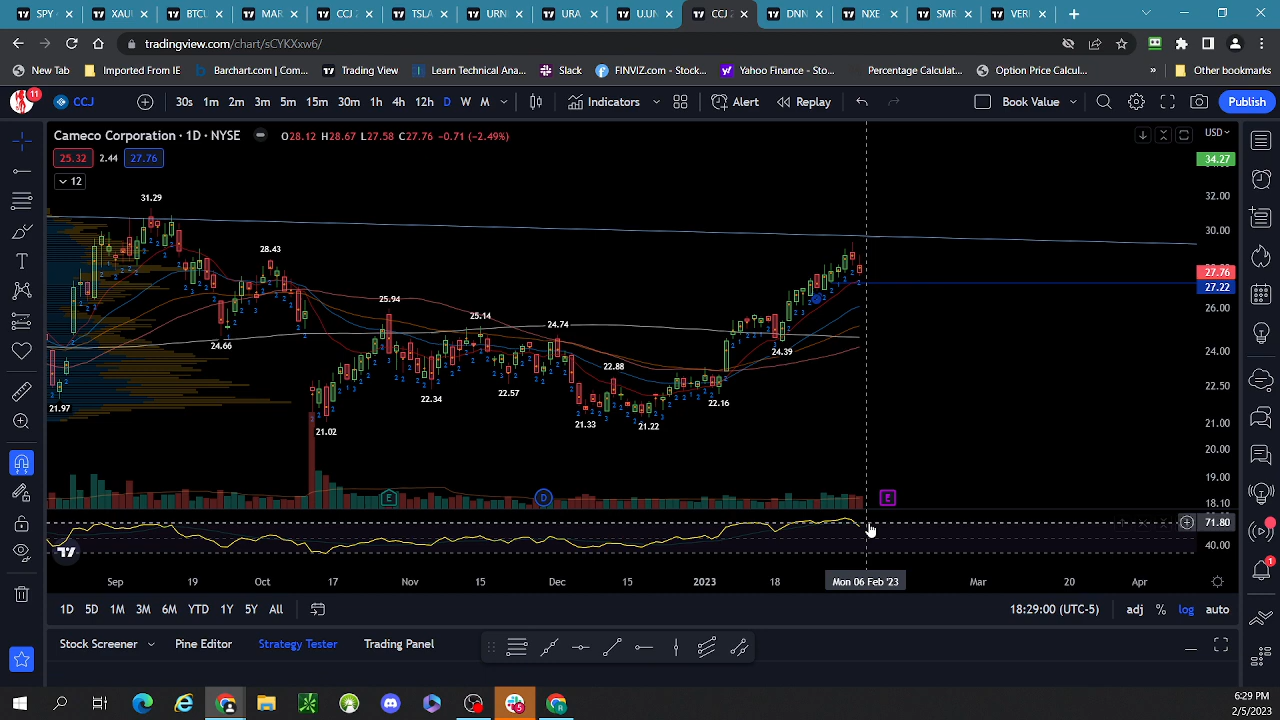 SPY
XAU
BTCU
MAR
CCJ 2
TSLA
URN
URA
U.UN
CCJ 2
DNN
NXE
SMR
VER
tradingview.com/chart/sCYKXxw6/
New Tab
Imported From IE
Barchart.com | Com...
Trading View
Learn Technical Ana...
Slack
FINVIZ.com - Stock...
Yahoo Finance - Sto...
Percentage Calculat...
Option Price Calcul...
»
Other bookmarks
11
CCJ
30s 1m 2m 3m 5m 15m 30m 1h 4h 12h D W M
Indicators
Alert
Replay
Book Value
Publish
Cameco Corporation · 1D · NYSE
O28.12 H28.67 L27.58 C27.76 -0.71 (-2.49%)
USD
25.32 2.44 27.76
12
34.27
32.00
30.00
27.76
27.22
26.00
24.00
22.50
21.00
20.00
19.00
18.10
71.80
40.00
31.29
28.43
25.94
25.14
24.74
24.66
24.39
22.88
22.34
22.57
22.16
21.97
21.02
21.33
21.22
E
D
E
Sep 19 Oct 17 Nov 15 Dec 15 2023 18 Mon 06 Feb '23 Mar 20 Apr
1D 5D 1M 3M 6M YTD 1Y 5Y All
18:29:00 (UTC-5)
adj % log auto
Stock Screener
Pine Editor
Strategy Tester
Trading Panel
1
5
6:29 PM
2/5/2023